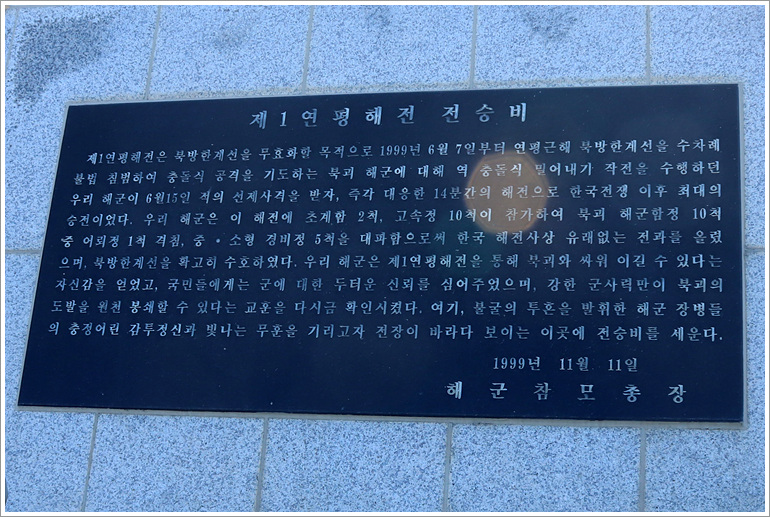 제1연평해전 전승비
제1연평해전은 북방한계선을 무효화할 목적으로 1999년 6월 7일부터 연평근해 북방한계선을 수차례
불법 침범하여 충돌식 공격을 기도하는 북괴 해군에 대해 역 충돌식 밀어내기 작전을 수행하던
우리 해군이 6월15일 적의 선제사격을 받자, 즉각 대응한 14분간의 해전으로 한국전쟁 이후 최대의
승전이었다. 우리 해군은 이 해전에 초계함 2척, 고속정 10척이 참가하여 북괴 해군함정 10척
중 어뢰정 1척 격침, 중·소형 경비정 5척을 대파함으로써 한국 해전사상 유래없는 전과를 올렸
으며, 북방한계선을 확고히 수호하였다. 우리 해군은 제1연평해전을 통해 북괴와 싸워 이길 수 있다는
자신감을 얻었고, 국민들에게는 군에 대한 두터운 신뢰를 심어주었으며, 강한 군사력만이 북괴의
도발을 원천 봉쇄할 수 있다는 교훈을 다시금 확인시켰다. 여기, 불굴의 투혼을 발휘한 해군 장병들
의 충정어린 감투정신과 빛나는 무훈을 기리고자 전장이 바라다 보이는 이곳에 전승비를 세운다.
1999년 11월 11일
해군참모총장